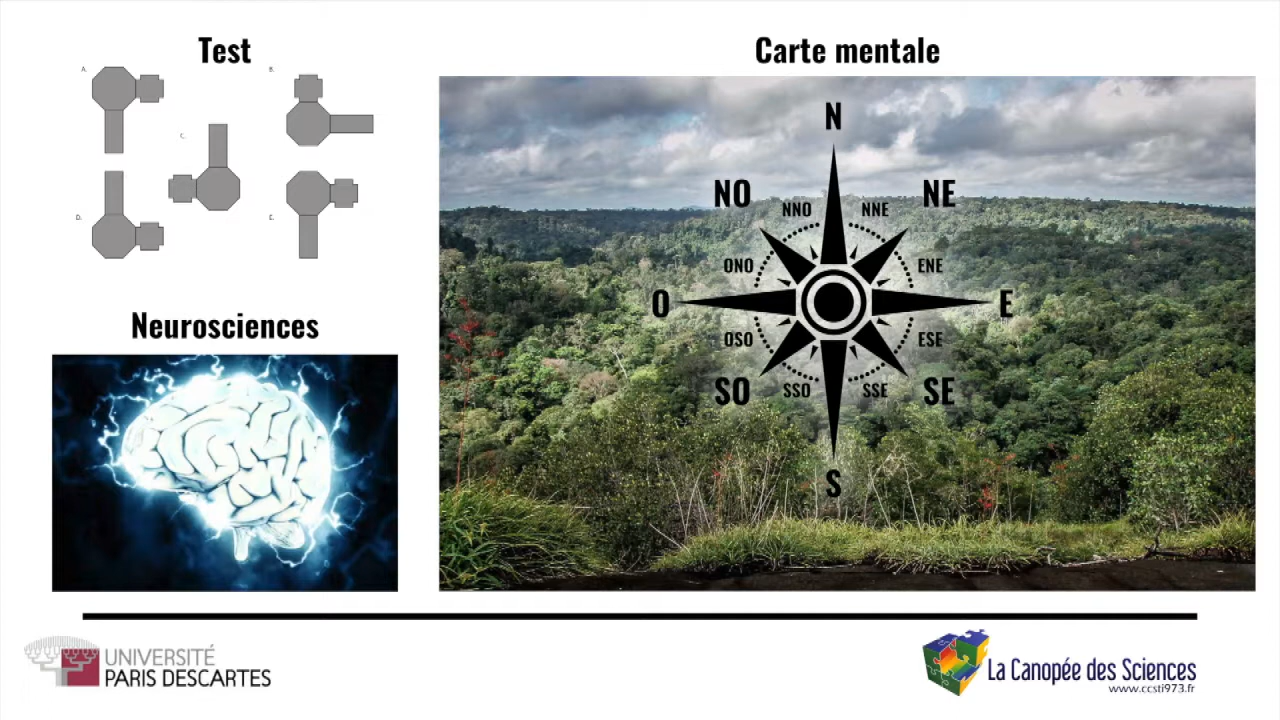 Test
A.
B.
C.
D.
E.
Neurosciences
Carte mentale
N
NO
NE
NNO
NNE
ONO
ENE
O
E
OSO
ESE
SO
SE
SSO
SSE
S
UNIVERSITÉ
PARIS DESCARTES
La Canopée des Sciences
www.ccsti973.fr